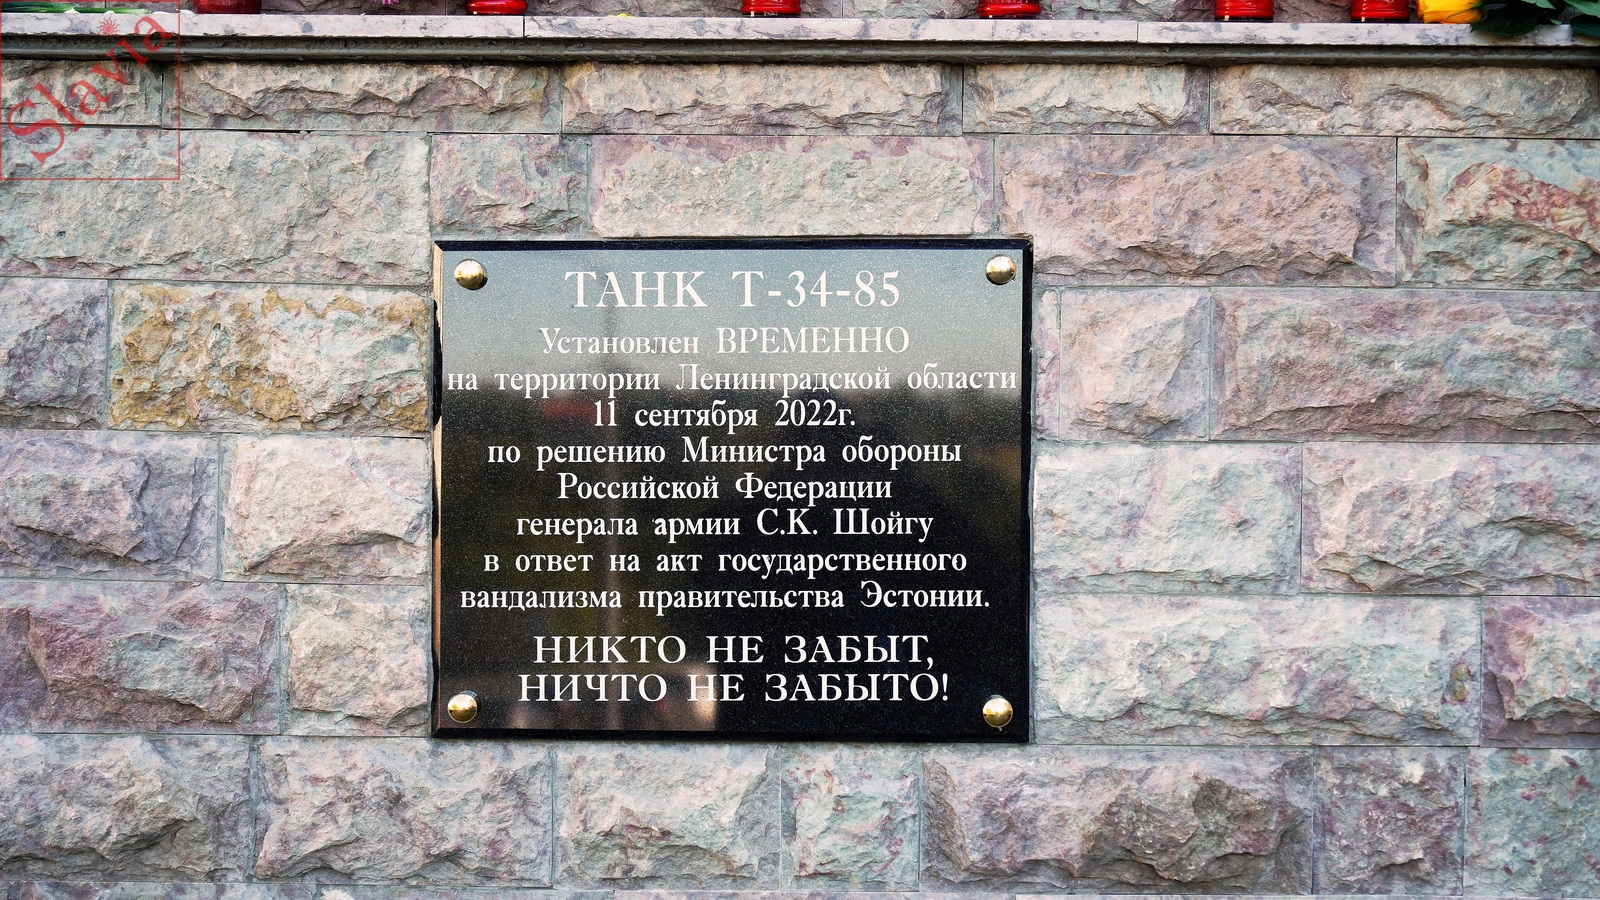 Slavia
ТАНК Т-34-85
Установлен ВРЕМЕННО
на территории Ленинградской области
11 сентября 2022г.
по решению Министра обороны
Российской Федерации
генерала армии С.К. Шойгу
в ответ на акт государственного
вандализма правительства Эстонии.
НИКТО НЕ ЗАБЫТ,
НИЧТО НЕ ЗАБЫТО!